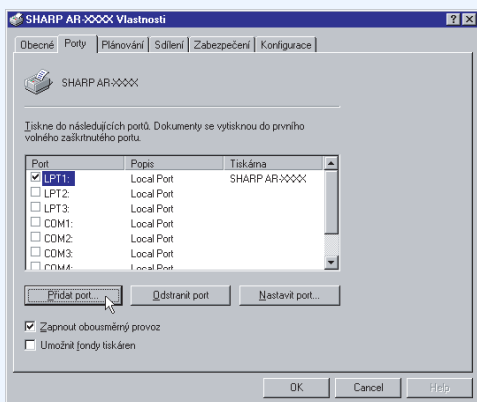 SHARP AR-XXXX Vlastnosti
Obecné Porty Plánování Sdílení Zabezpečení Konfigurace
SHARP AR-XXXX
Tiskne do následujících portů. Dokumenty se vytisknou do prvního
volného zaškrtnutého portu.
Port Popis Tiskárna
LPT1: Local Port SHARP AR-XXXX
LPT2: Local Port
LPT3: Local Port
COM1: Local Port
COM2: Local Port
COM3: Local Port
COM4: Local Port
Přidat port... Odstranit port Nastavit port...
Zapnout obousměrný provoz
Umožnit fondy tiskáren
OK Cancel Help